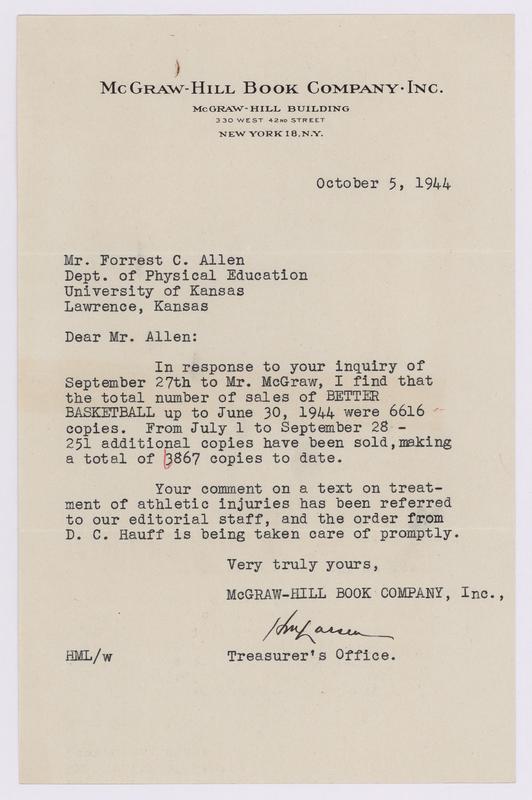 McGraw-Hill Book Company·Inc.
McGraw-Hill Building
330 West 42nd Street
New York 18, N.Y.
October 5, 1944
Mr. Forrest C. Allen
Dept. of Physical Education
University of Kansas
Lawrence, Kansas
Dear Mr. Allen:
In response to your inquiry of
September 27th to Mr. McGraw, I find that
the total number of sales of BETTER
BASKETBALL up to June 30, 1944 were 6616
copies. From July 1 to September 28 -
251 additional copies have been sold, making
a total of 3867 copies to date.
Your comment on a text on treat-
ment of athletic injuries has been referred
to our editorial staff, and the order from
D. C. Hauff is being taken care of promptly.
Very truly yours,
McGRAW-HILL BOOK COMPANY, Inc.,
HMLarsen
HML/w Treasurer's Office.